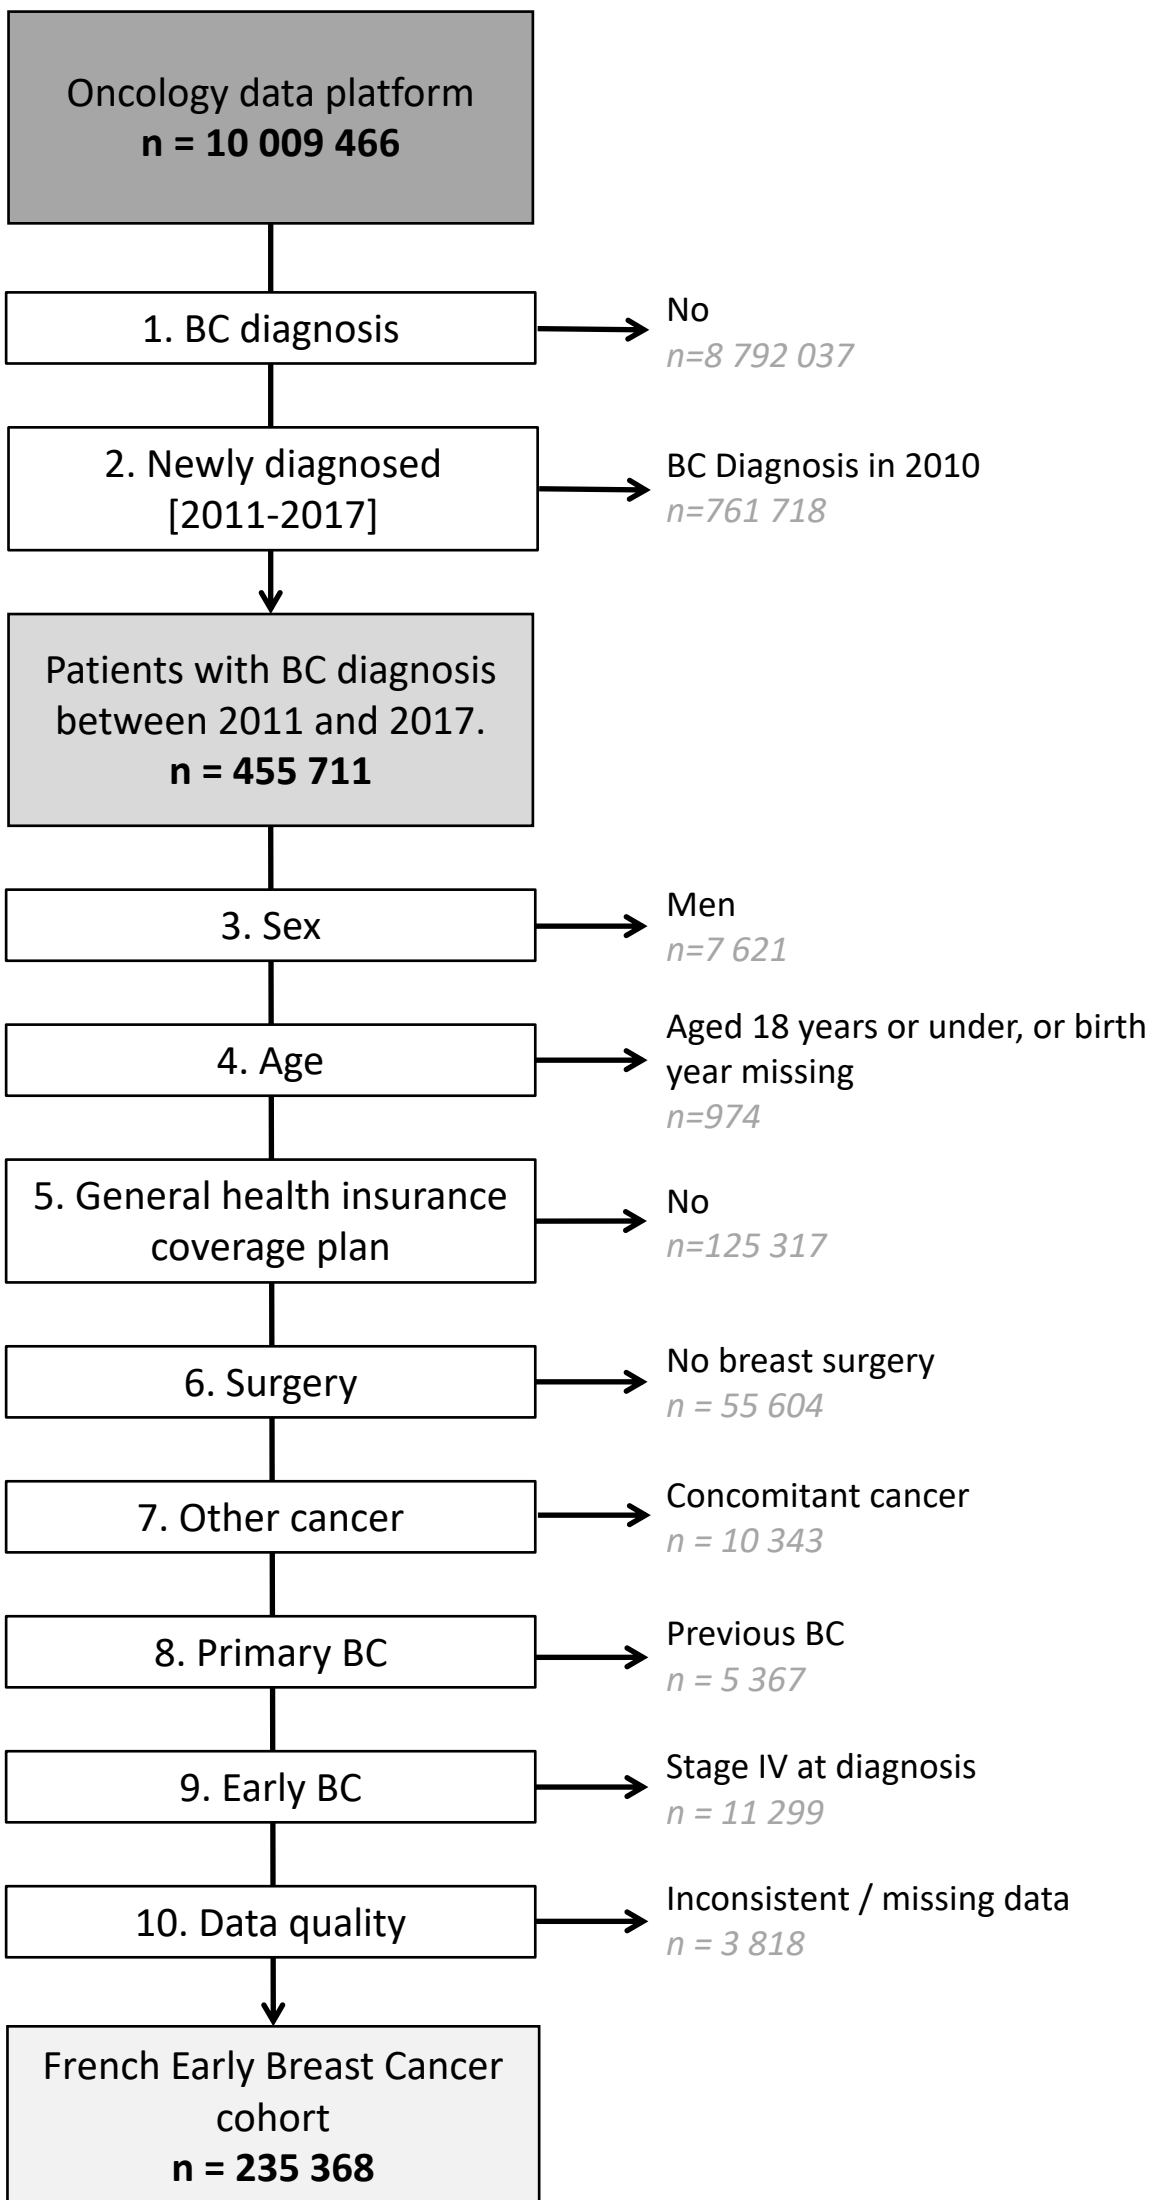 Oncology data platform
n = 10 009 466
1. BC diagnosis
No
n=8 792 037
2. Newly diagnosed
[2011-2017]
BC Diagnosis in 2010
n=761 718
Patients with BC diagnosis
between 2011 and 2017.
n = 455 711
3. Sex
Men
n=7 621
4. Age
Aged 18 years or under, or birth
year missing
n=974
5. General health insurance
coverage plan
No
n=125 317
6. Surgery
No breast surgery
n = 55 604
7. Other cancer
Concomitant cancer
n = 10 343
8. Primary BC
Previous BC
n = 5 367
9. Early BC
Stage IV at diagnosis
n = 11 299
10. Data quality
Inconsistent / missing data
n = 3 818
French Early Breast Cancer
cohort
n = 235 368